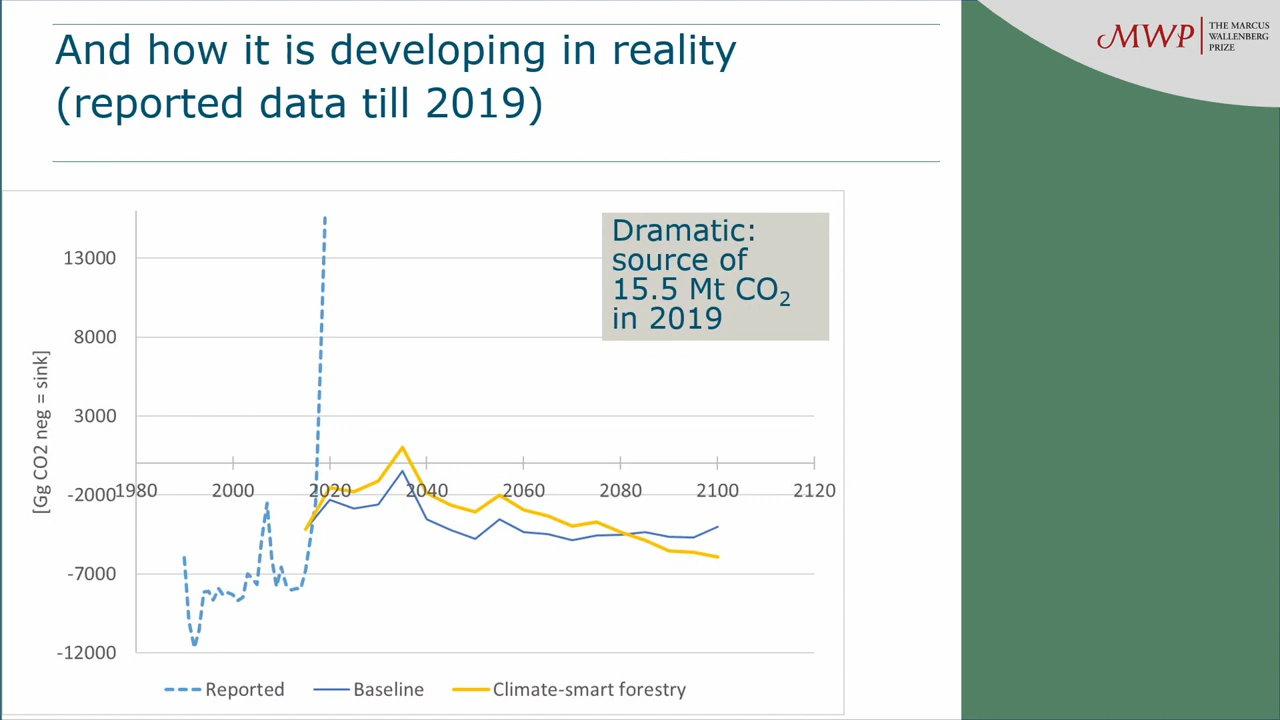 And how it is developing in reality
(reported data till 2019)
MWP
THE MARCUS
WALLENBERG
PRIZE
Dramatic:
source of
15.5 Mt CO₂
in 2019
[Gg CO2 neg = sink]
13000
8000
3000
-2000
-7000
-12000
1980 2000 2020 2040 2060 2080 2100 2120
Reported Baseline Climate-smart forestry